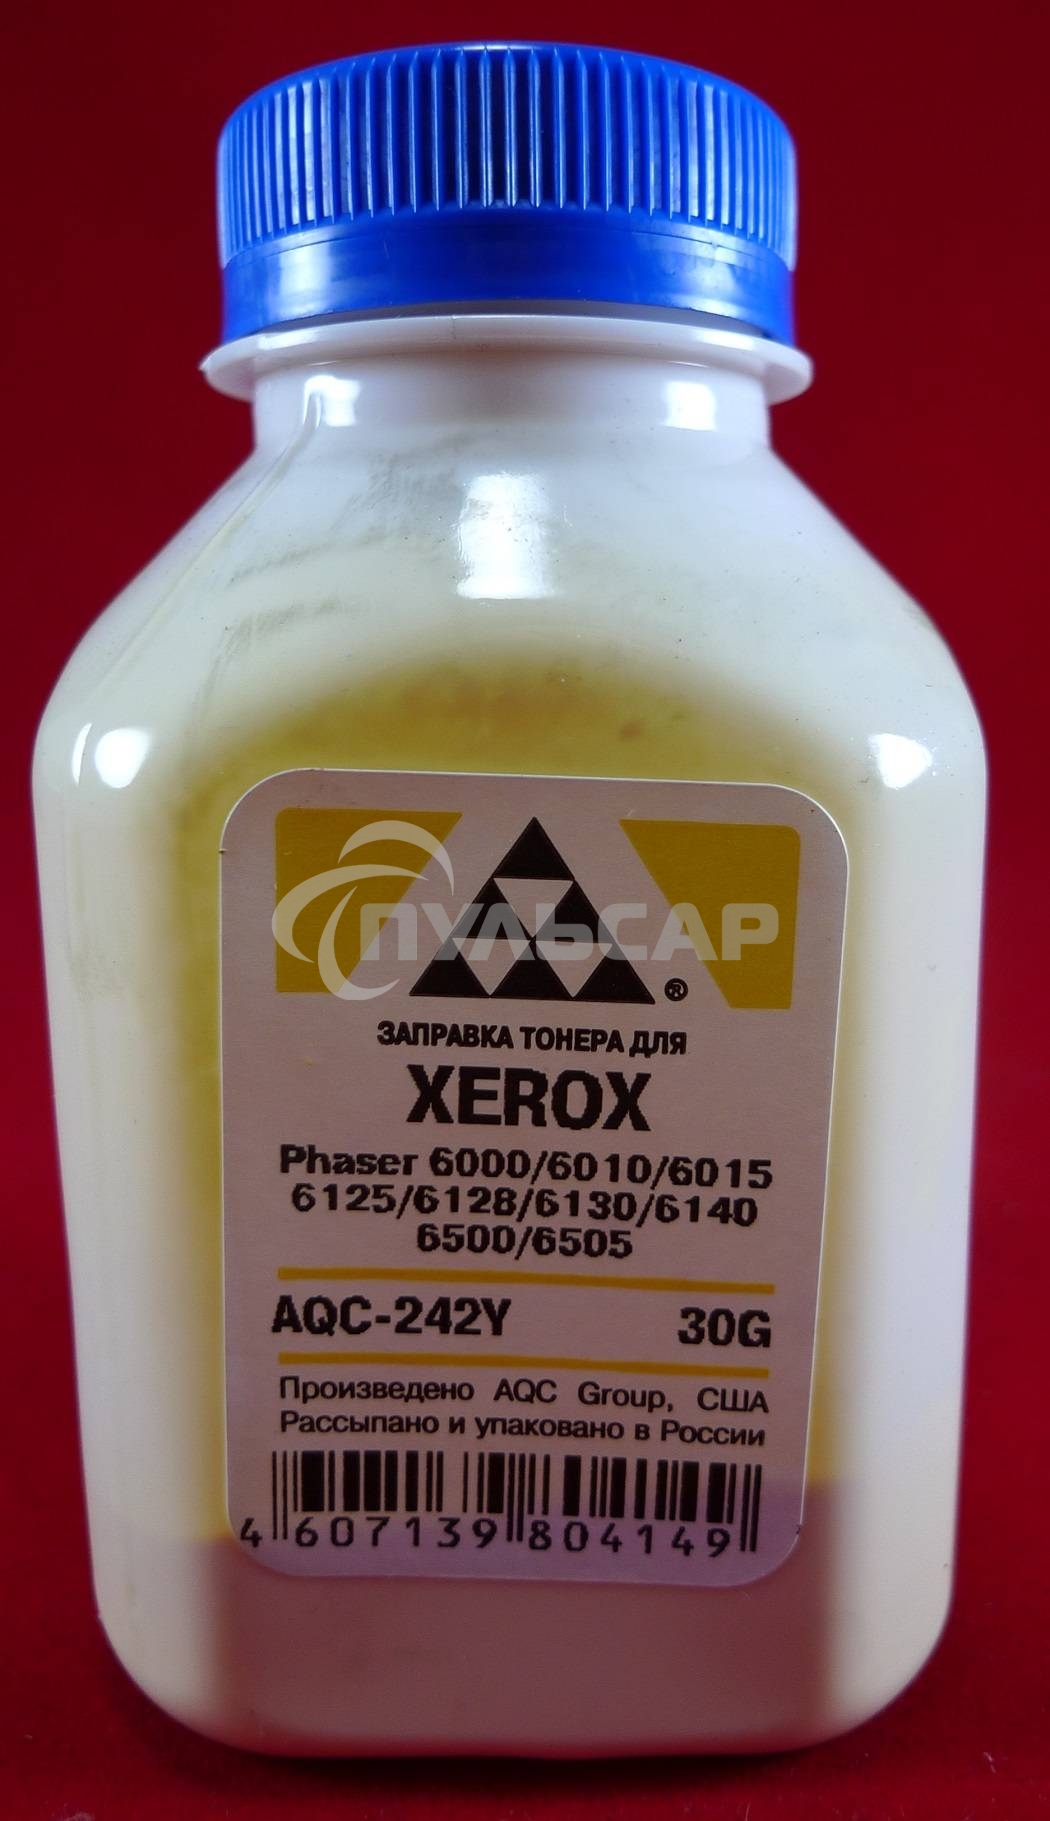 ПУЛЬСАР
®
ЗАПРАВКА ТОНЕРА ДЛЯ
XEROX
Phaser 6000/6010/6015
6125/6128/6130/6140
6500/6505
AQC-242Y 30G
Произведено AQC Group, США
Рассыпано и упаковано в России
4 607139 804149